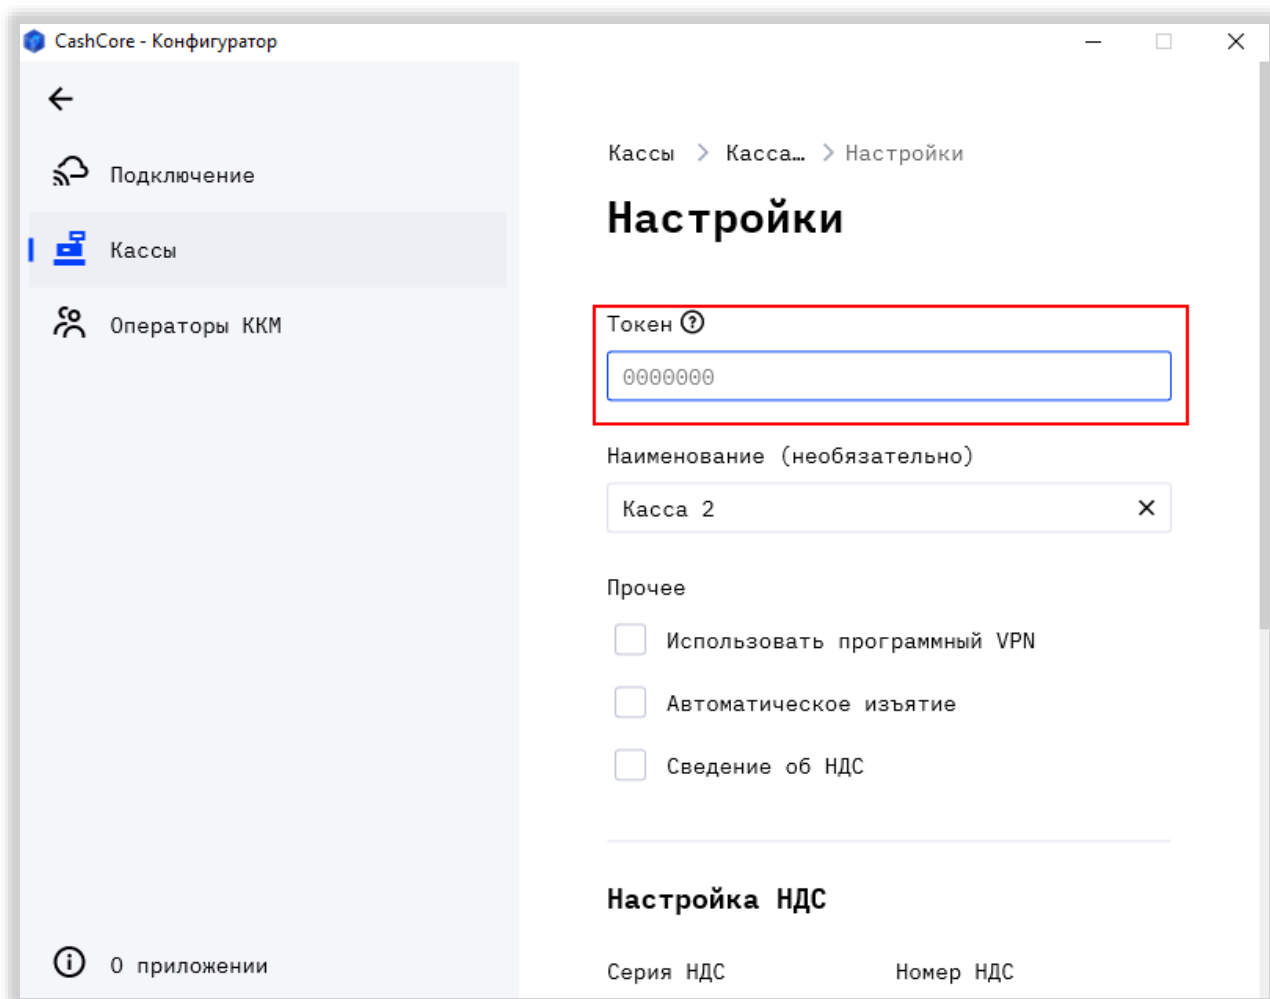 CashCore - Конфигуратор
Подключение
Кассы
Операторы ККМ
О приложении
Кассы > Касса… > Настройки
Настройки
Токен ?
0000000
Наименование (необязательно)
Касса 2
Прочее
Использовать программный VPN
Автоматическое изъятие
Сведение об НДС
Настройка НДС
Серия НДС Номер НДС